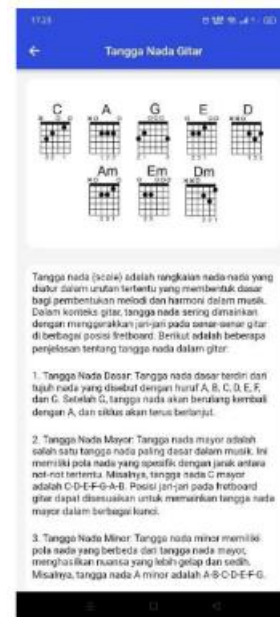 17.23
Tangga Nada Gitar
C A G E D
Am Em Dm
Tangga nada (scale) adalah rangkaian nada-nada yang
diatur dalam urutan tertentu yang membentuk dasar
bagi pembentukan melodi dan harmoni dalam musik.
Dalam konteks gitar, tangga nada sering dimainkan
dengan menggerakkan jari-jari pada senar-senar gitar
di berbagai posisi fretboard. Berikut adalah beberapa
penjelasan tentang tangga nada dalam gitar:
1. Tangga Nada Dasar: Tangga nada dasar terdiri dari
tujuh nada yang disebut dengan huruf A, B, C, D, E, F,
dan G. Setelah G, tangga nada akan berulang kembali
dengan A, dan siklus akan terus berlanjut.
2. Tangga Nada Mayor: Tangga nada mayor adalah
salah satu tangga nada paling dasar dalam musik. Ini
memiliki pola nada yang spesifik dengan jarak antara
not-not tertentu. Misalnya, tangga nada C mayor
adalah C-D-E-F-G-A-B. Posisi jari-jari pada fretboard
gitar dapat disesuaikan untuk memainkan tangga nada
mayor dalam berbagai kunci.
3. Tangga Nada Minor: Tangga nada minor memiliki
pola nada yang berbeda dari tangga nada mayor,
menghasilkan nuansa yang lebih gelap dan sedih.
Misalnya, tangga nada A minor adalah A-B-C-D-E-F-G.